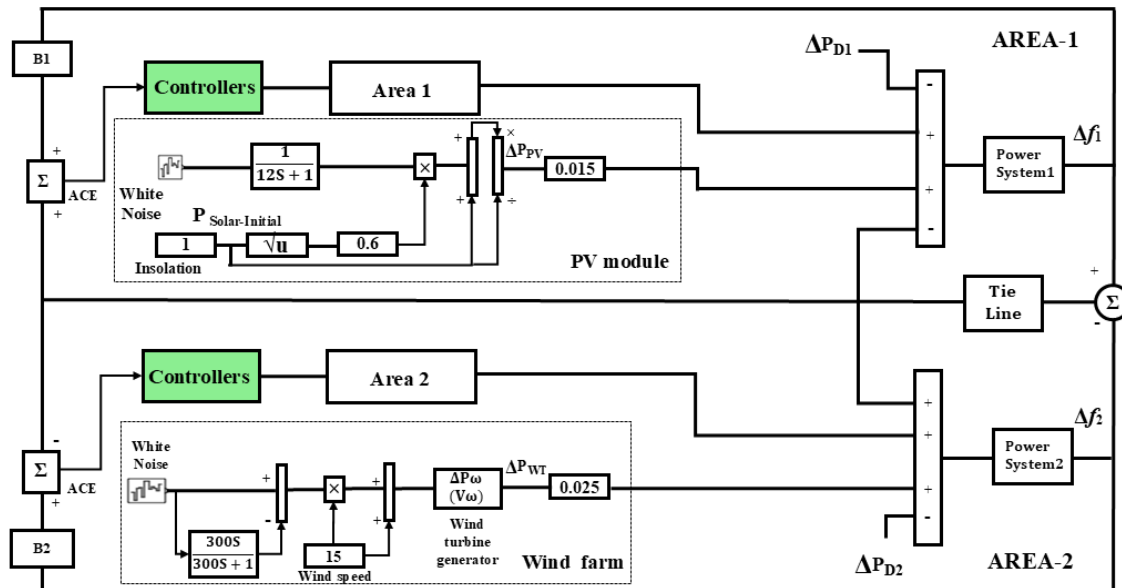 AREA-1
B1
ΔP_D1
Controllers
Area 1
-
+
+
-
Σ
+
+
ACE
White
Noise
1
12S + 1
×
+
+
×
÷
ΔP_PV
0.015
P Solar-Initial
1
√u
0.6
Insolation
PV module
Power
System1
Δf1
Tie
Line
+
Σ
-
Controllers
Area 2
+
+
+
-
Power
System2
Δf2
-
Σ
+
ACE
B2
White
Noise
300S
300S + 1
+
-
×
15
Wind speed
+
+
ΔPω
(Vω)
Wind
turbine
generator
ΔP_WT
0.025
Wind farm
ΔP_D2
AREA-2